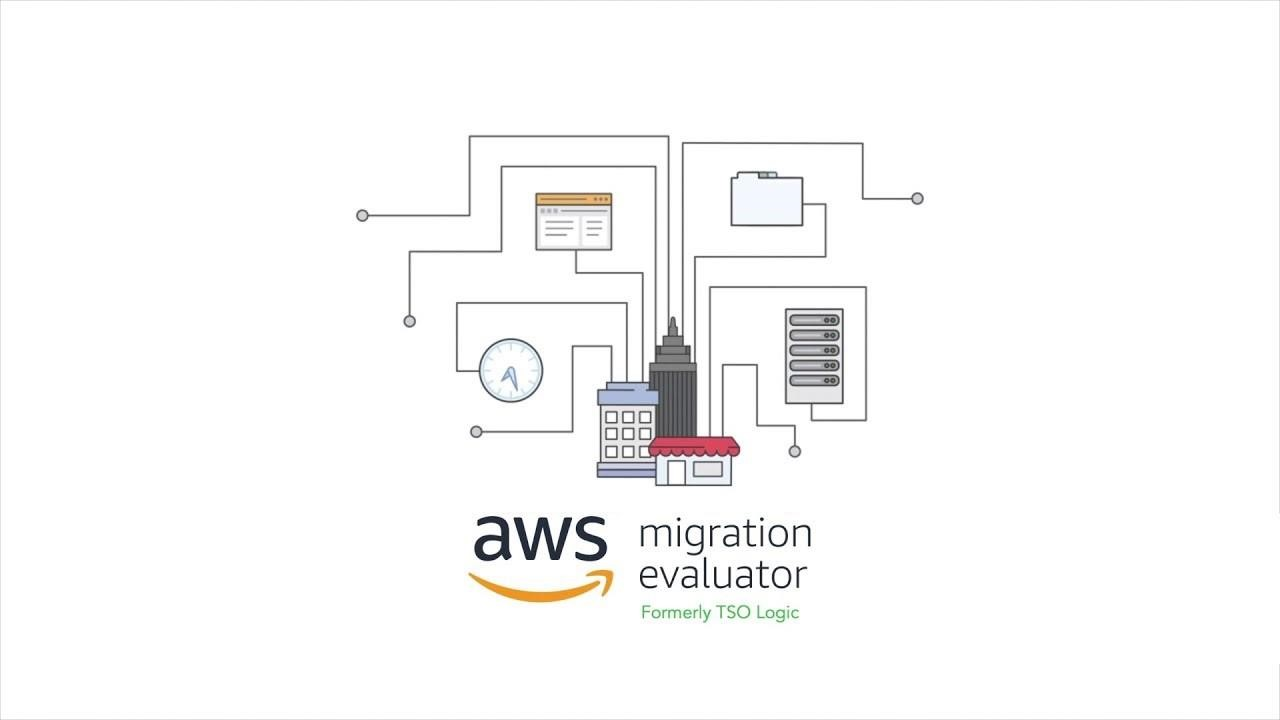 aws
migration
evaluator
Formerly TSO Logic